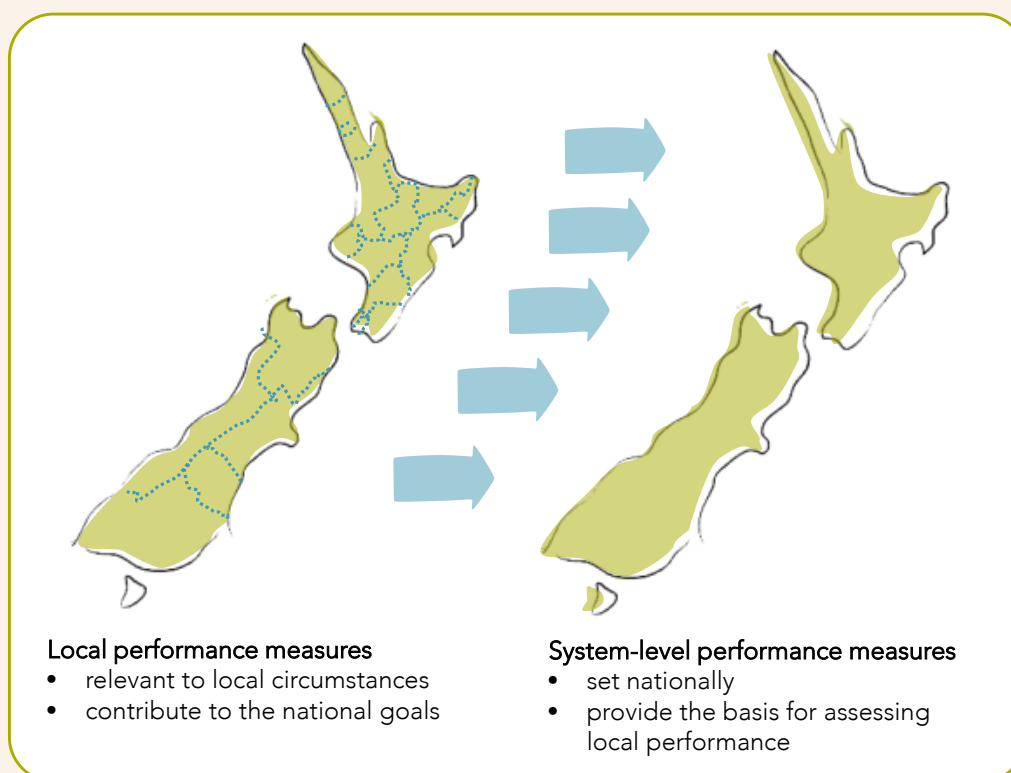 Local performance measures
• relevant to local circumstances
• contribute to the national goals
System-level performance measures
• set nationally
• provide the basis for assessing
local performance